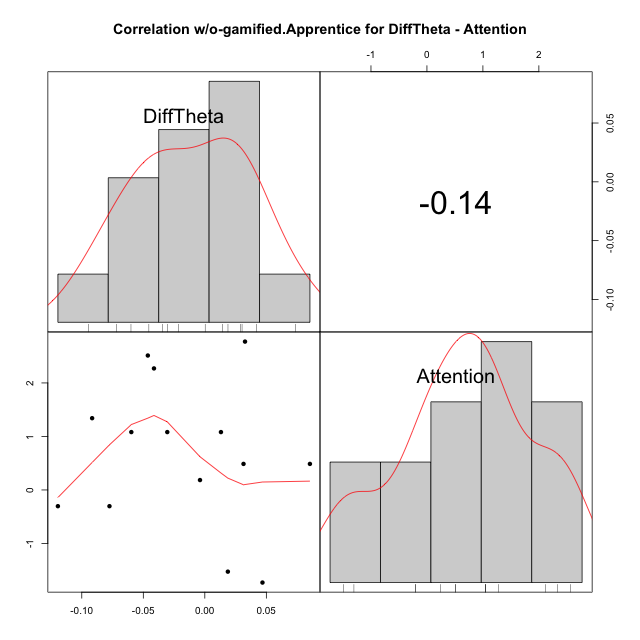 Correlation w/o-gamified.Apprentice for DiffTheta - Attention
-1 0 1 2
DiffTheta
-0.14
0.05
0.00
-0.05
-0.10
Attention
2
1
0
-1
-0.10 -0.05 0.00 0.05